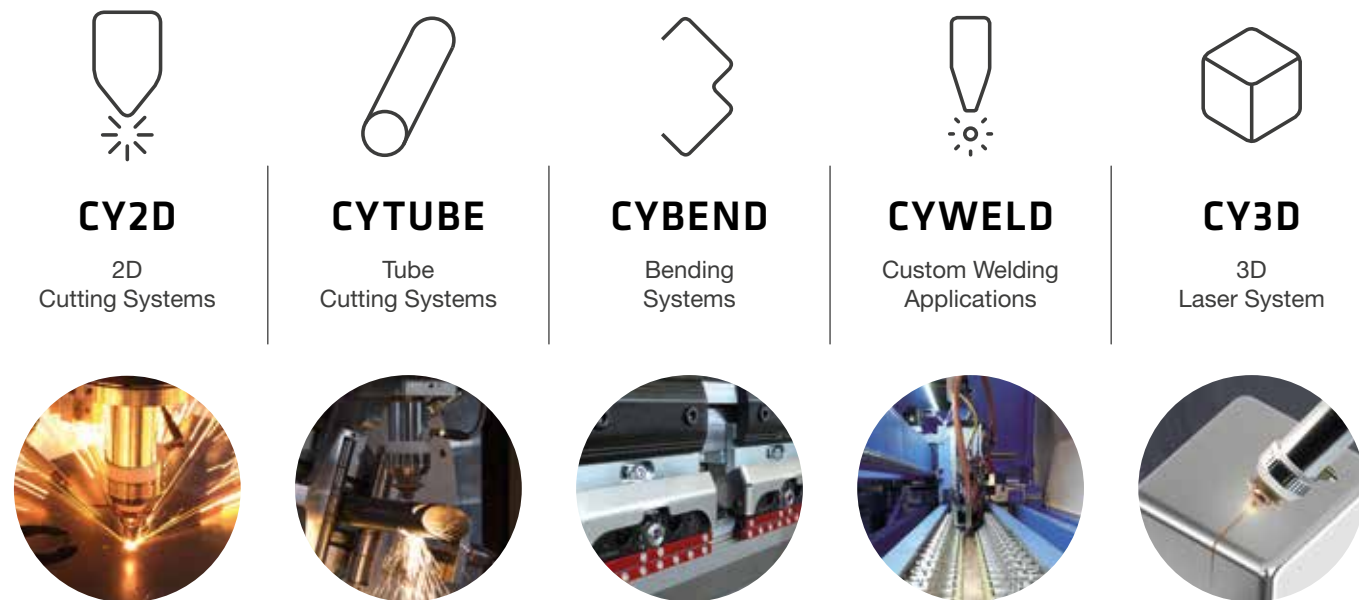 CY2D
2D
Cutting Systems
CYTUBE
Tube
Cutting Systems
CYBEND
Bending
Systems
CYWELD
Custom Welding
Applications
CY3D
3D
Laser System